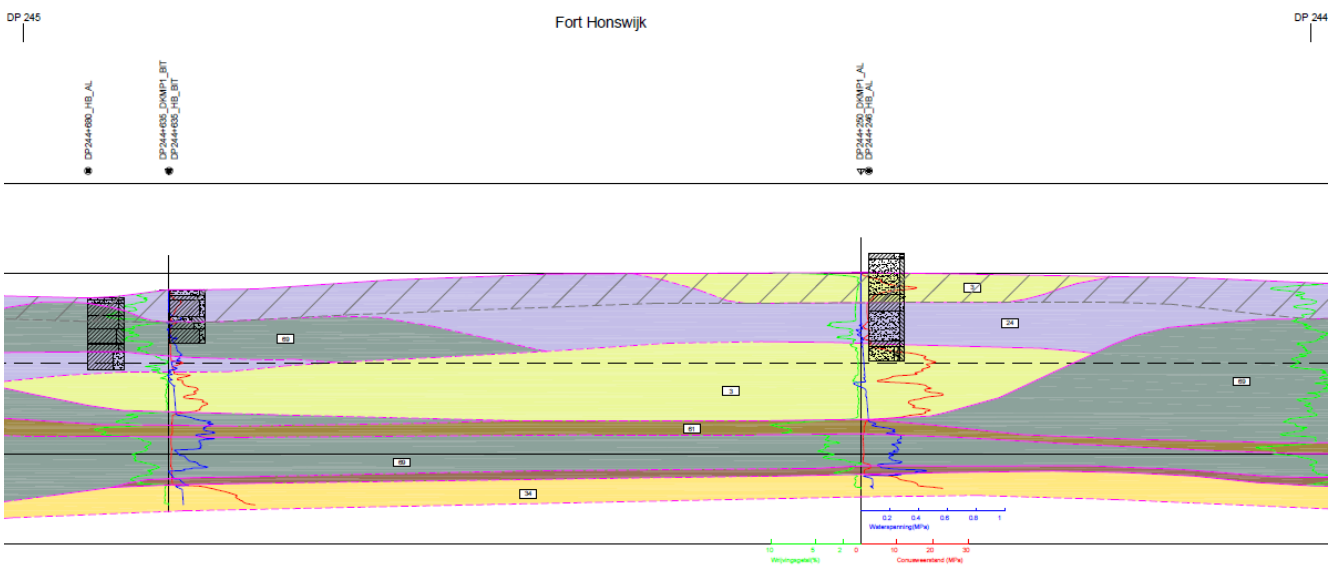 DP 245
Fort Honswijk
DP 244
DP244+680_HB_AL
DP244+635_DKMP1_BIT
DP244+635_HB_BIT
DP244+250_DKMP1_AL
DP244+246_HB_AL
3
24
69
69
3
61
69
34
0.2 0.4 0.6 0.8 1
Waterspanning(MPa)
10 5 2 0 10 20 30
Wrijvingsgetal(%) Conusweerstand (MPa)